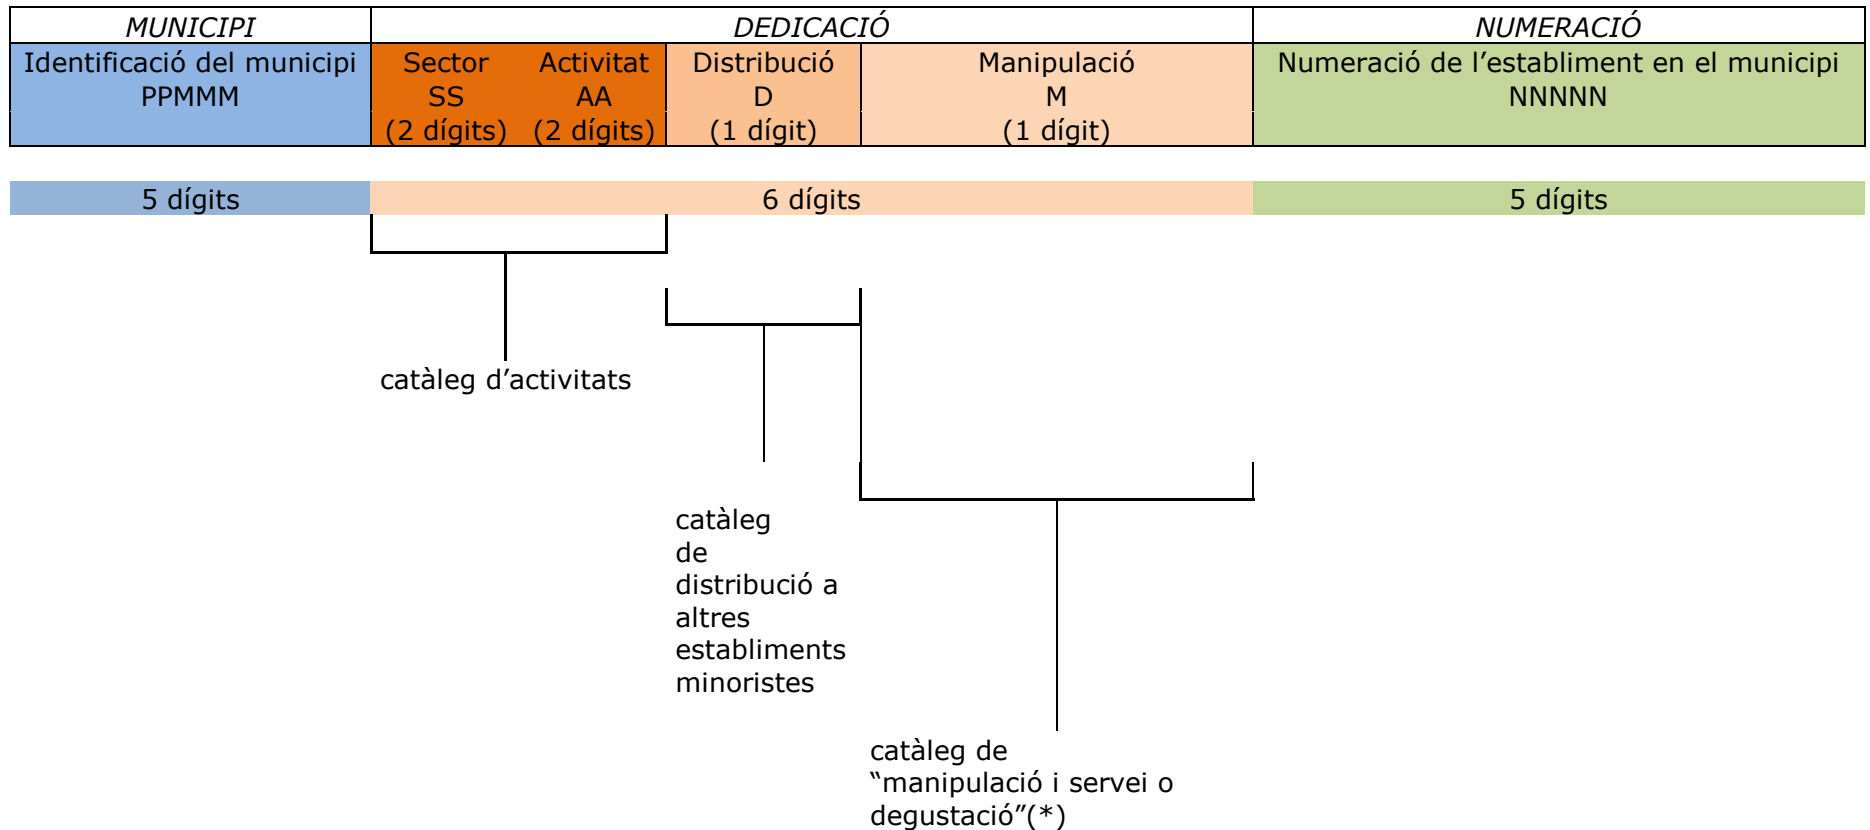 MUNICIPI DEDICACIÓ NUMERACIÓ
Identificació del municipi Sector Activitat Distribució Manipulació Numeració de l’establiment en el municipi
PPMMM SS AA D M NNNNN
(2 dígits) (2 dígits) (1 dígit) (1 dígit)
5 dígits 6 dígits 5 dígits
catàleg d’activitats
catàleg
de
distribució a
altres
establiments
minoristes
catàleg de
“manipulació i servei o
degustació”(*)